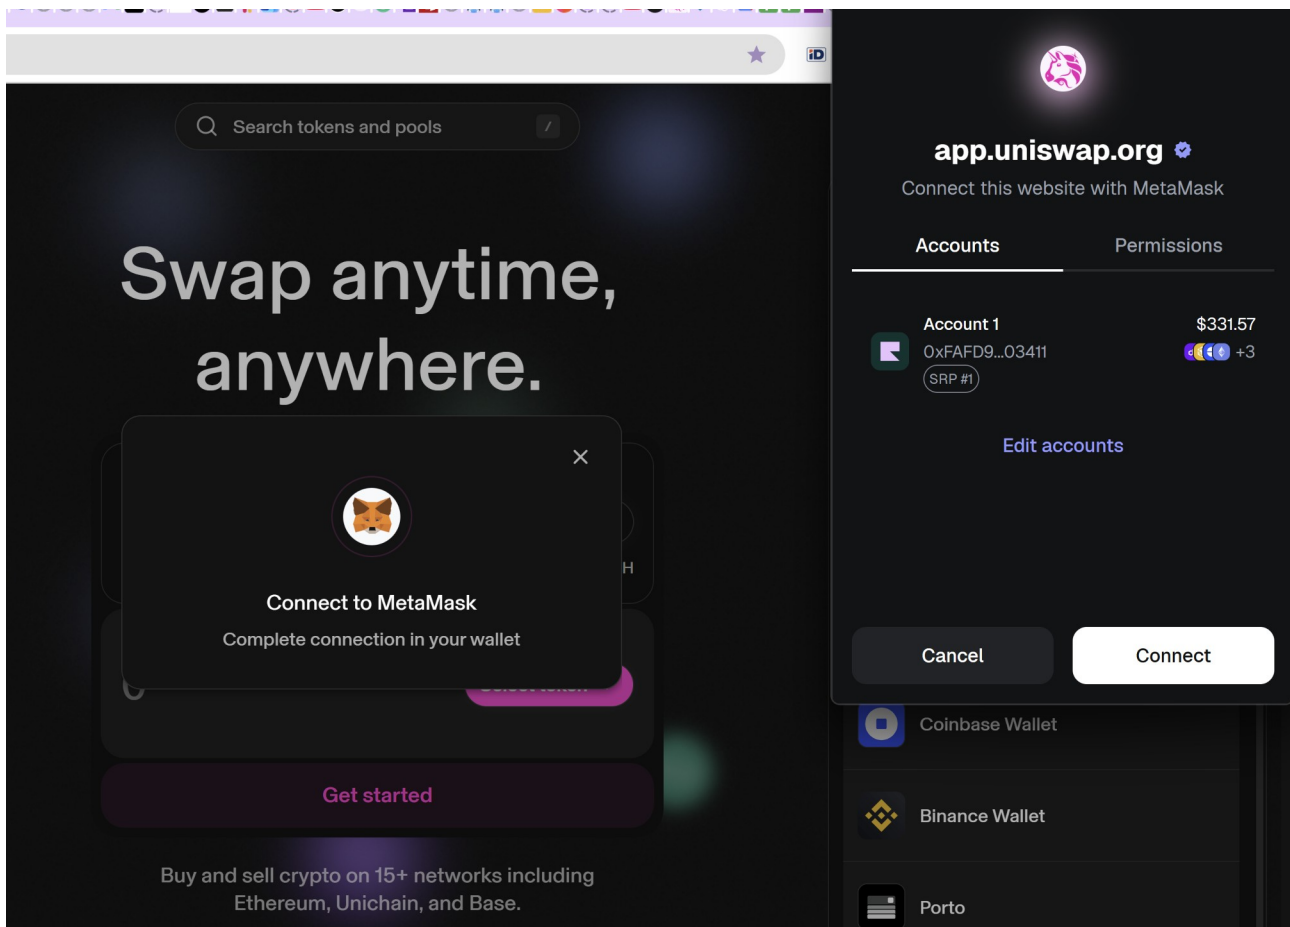 Search tokens and pools
/
Swap anytime,
anywhere.
Connect to MetaMask
Complete connection in your wallet
H
0
Get started
Buy and sell crypto on 15+ networks including
Ethereum, Unichain, and Base.
iD
app.uniswap.org
Connect this website with MetaMask
Accounts
Permissions
Account 1
$331.57
0xFAFD9...03411
+3
SRP #1
Edit accounts
Cancel
Connect
Coinbase Wallet
Binance Wallet
Porto